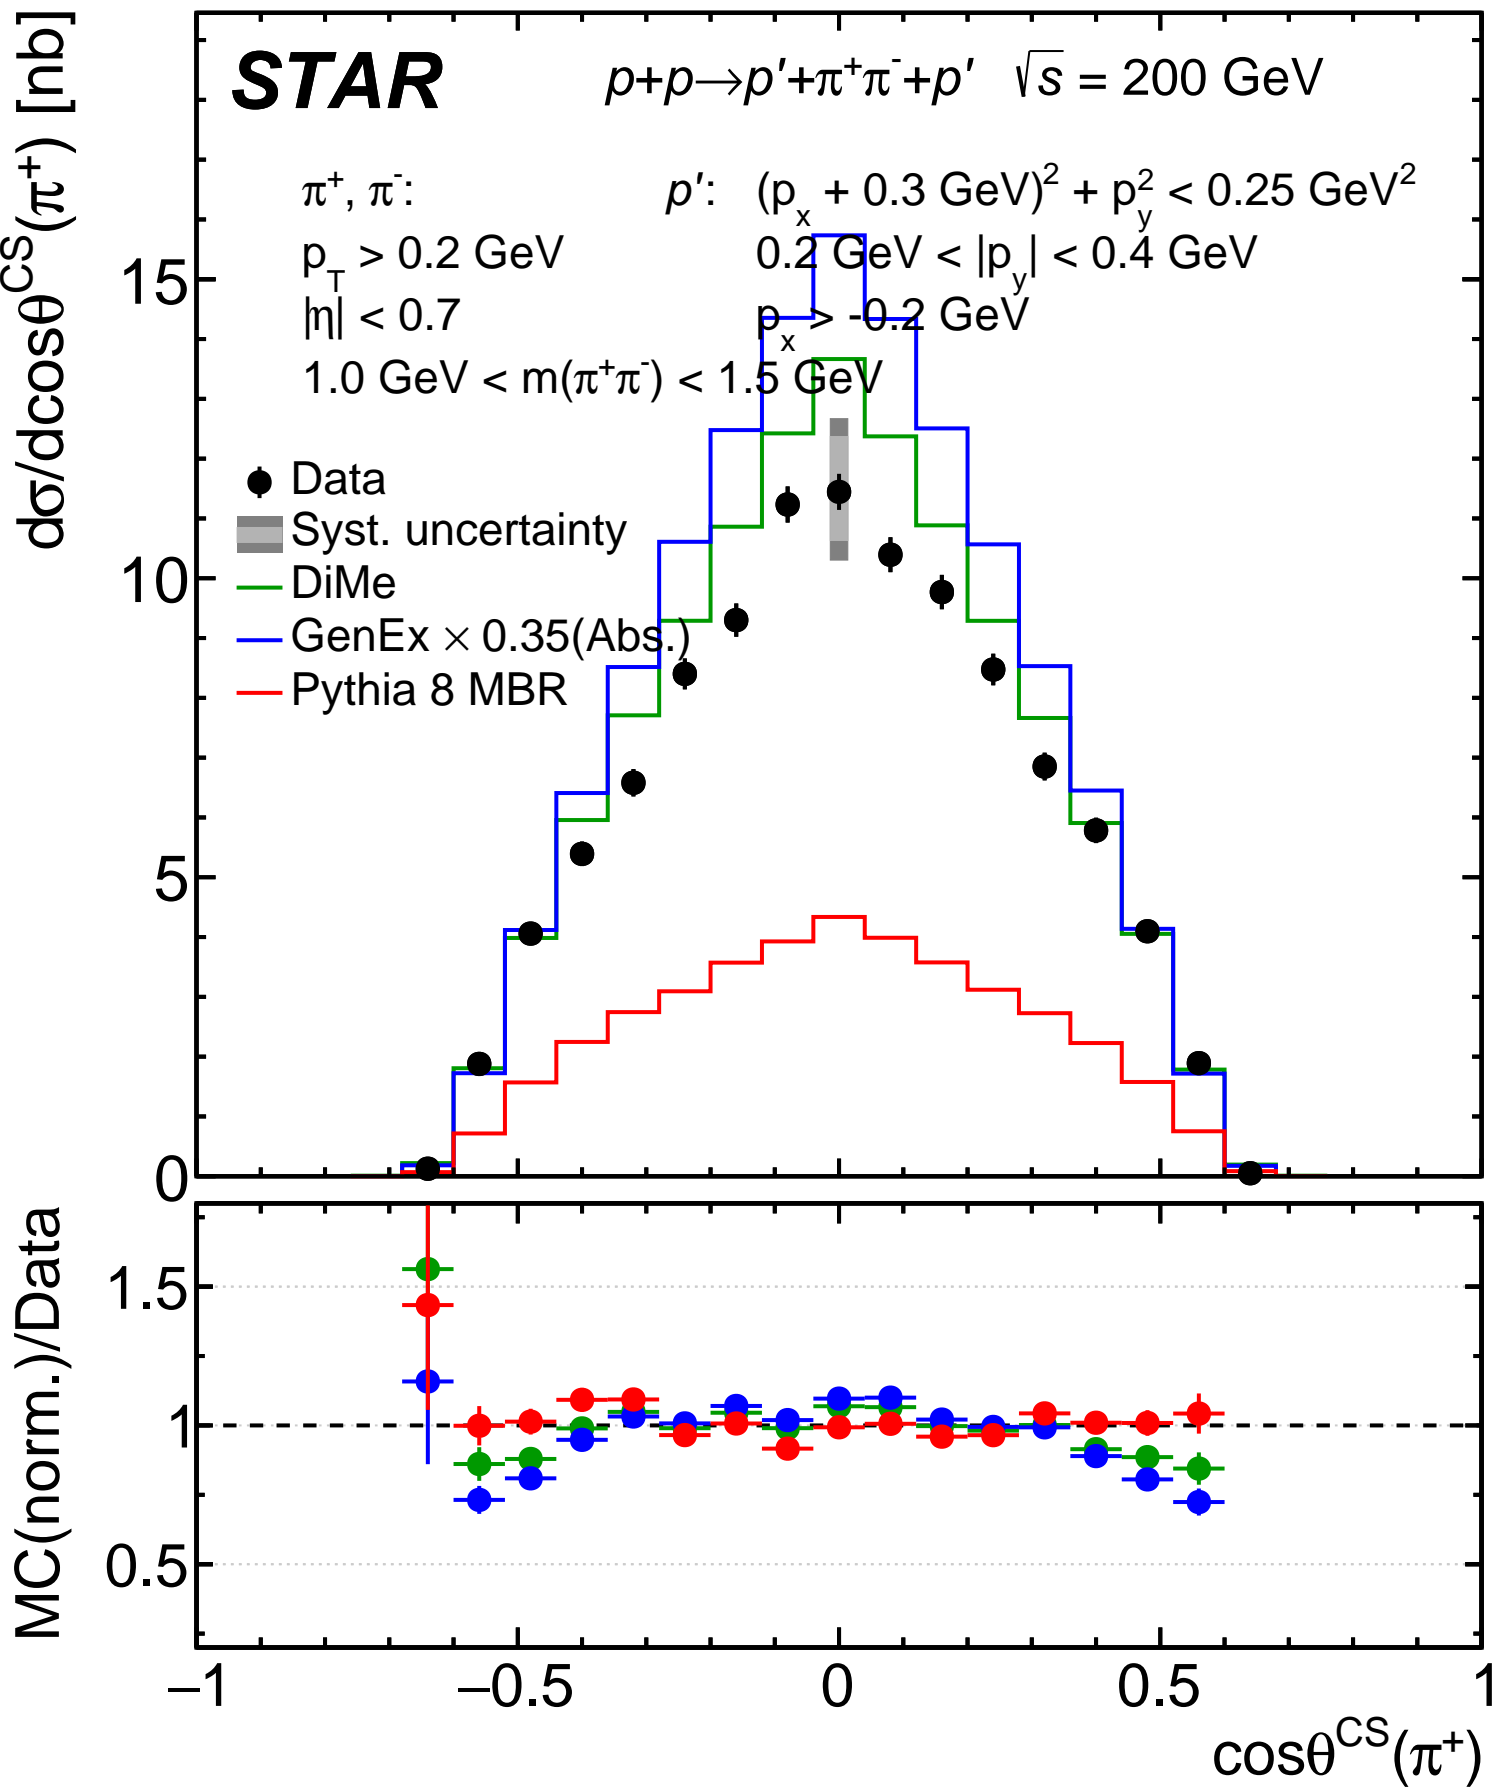 STAR p+p→p′+π⁺π⁻+p′ √s = 200 GeV
π⁺, π⁻: p′: (pₓ + 0.3 GeV)² + p_y² < 0.25 GeV²
p_T > 0.2 GeV 0.2 GeV < |p_y| < 0.4 GeV
|η| < 0.7 pₓ > -0.2 GeV
1.0 GeV < m(π⁺π⁻) < 1.5 GeV
Data
Syst. uncertainty
DiMe
GenEx × 0.35(Abs.)
Pythia 8 MBR
dσ/dcosθ^CS(π⁺) [nb]
15
10
5
0
MC(norm.)/Data
1.5
1
0.5
−1 −0.5 0 0.5 1
cosθ^CS(π⁺)